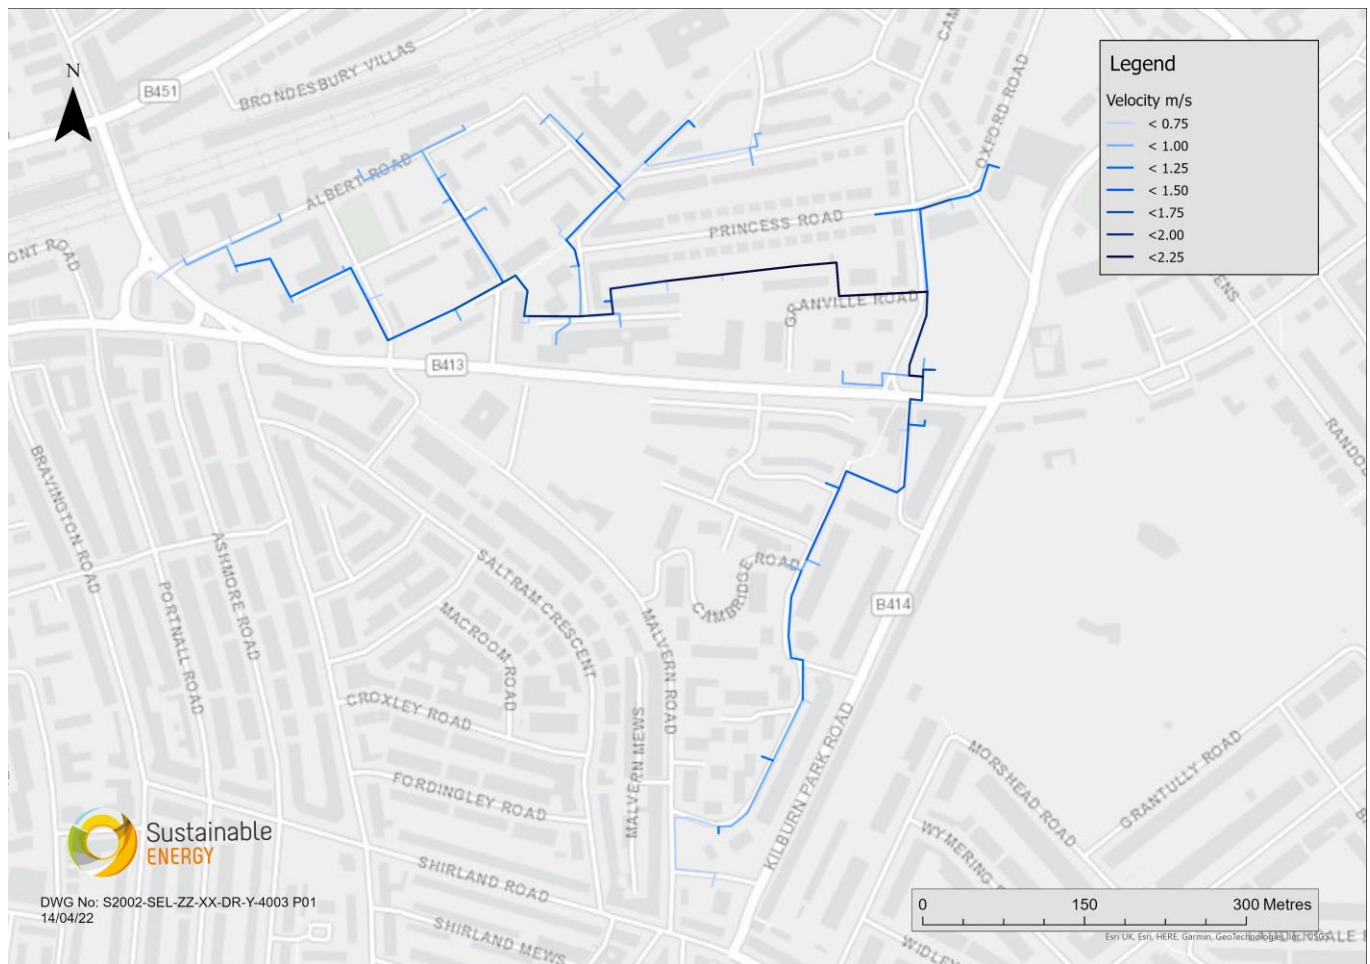 N
B451
BRONDESBURY VILLAS
CAM
OXFORD ROAD
ALBERT ROAD
ONT ROAD
PRINCESS ROAD
ENS
B413
RANDO
BRAVINGTON ROAD
ASHMORE ROAD
PORTNALL ROAD
SALTRAM CRESCENT
CAMBRIDGE ROAD
B414
MACROOM ROAD
MALVERN ROAD
CROXLEY ROAD
MALVERN MEWS
KILBURN PARK ROAD
MORSHEAD ROAD
GRANTULLY ROAD
FORDINGLEY ROAD
WYMERING
SHIRLAND ROAD
SHIRLAND MEWS
WIDLEY
Legend
Velocity m/s
< 0.75
< 1.00
< 1.25
< 1.50
<1.75
<2.00
<2.25
Sustainable
ENERGY
DWG No: S2002-SEL-ZZ-XX-DR-Y-4003 P01
14/04/22
0 150 300 Metres
Esri UK, Esri, HERE, Garmin, GeoTechnologies, Inc., USGS